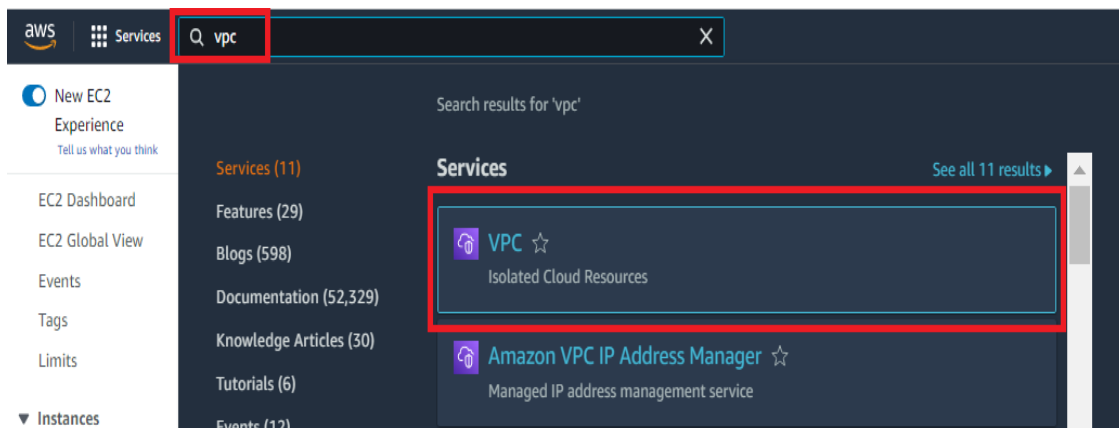 aws
Services
vpc
New EC2
Experience
Tell us what you think
EC2 Dashboard
EC2 Global View
Events
Tags
Limits
Instances
Search results for 'vpc'
Services (11)
Features (29)
Blogs (598)
Documentation (52,329)
Knowledge Articles (30)
Tutorials (6)
Events (12)
Services
See all 11 results
VPC
Isolated Cloud Resources
Amazon VPC IP Address Manager
Managed IP address management service